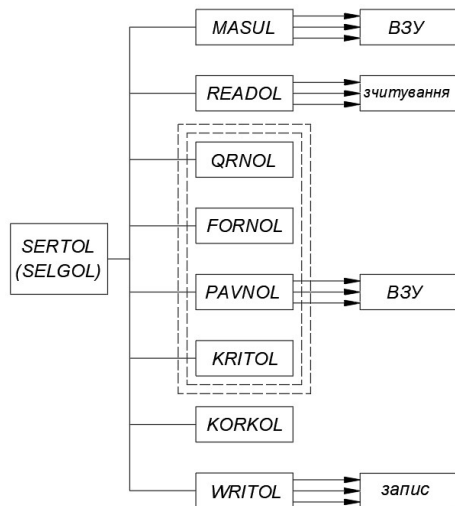 MASUL
ВЗУ
READOL
зчитування
QRNOL
FORNOL
SERTOL
(SELGOL)
PAVNOL
ВЗУ
KRITOL
KORKOL
WRITOL
запис